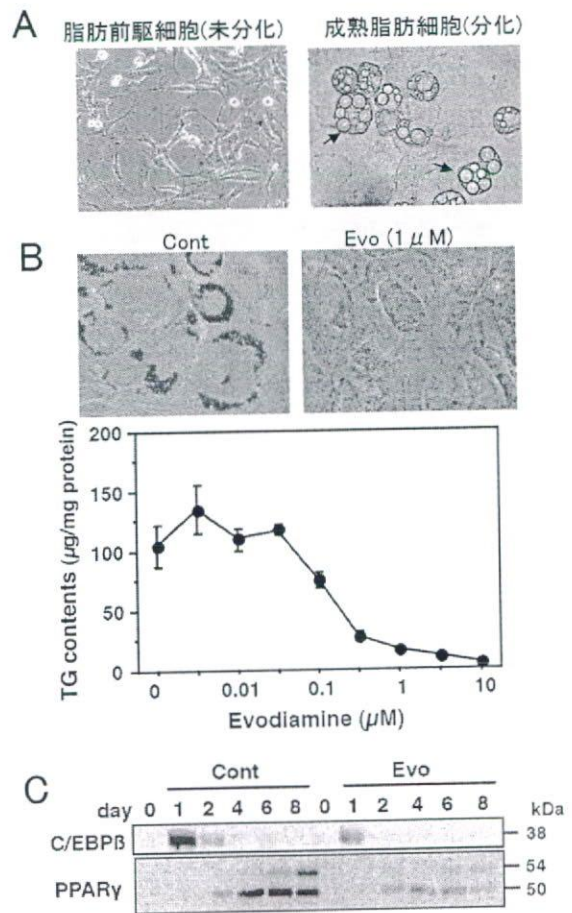 A
脂肪前駆細胞(未分化)
成熟脂肪細胞(分化)
B
Cont
Evo (1 μM)
TG contents (μg/mg protein)
200
150
100
50
0
0
0.01
0.1
1
10
Evodiamine (μM)
C
Cont
Evo
day 0 1 2 4 6 8 0 1 2 4 6 8 kDa
C/EBPß
38
PPARγ
54
50